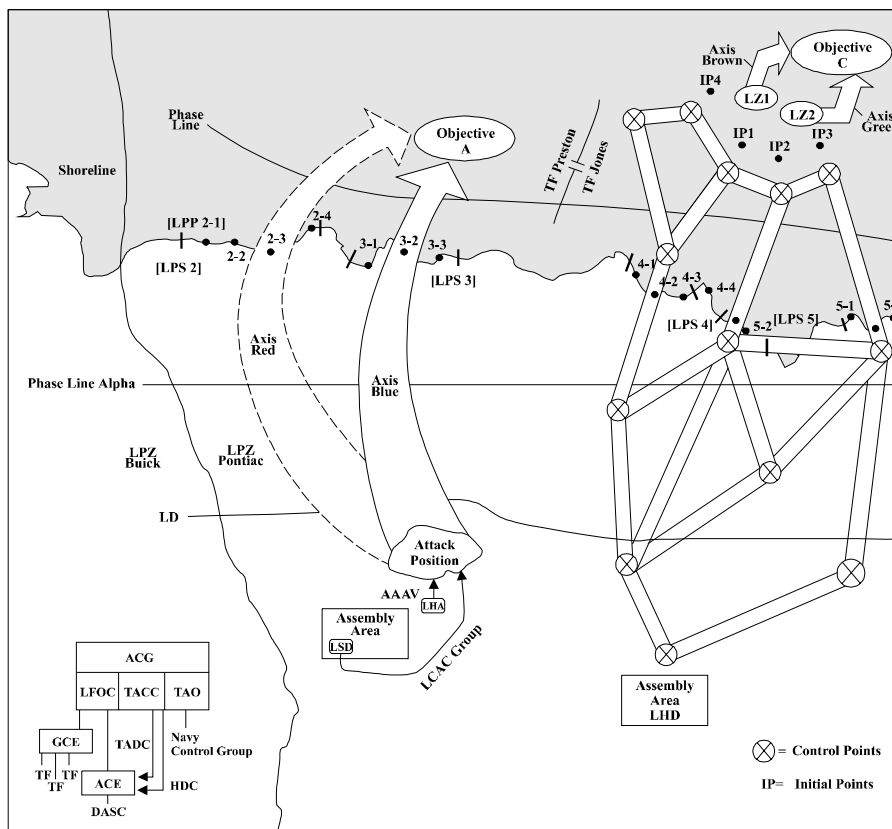 Axis
Brown
Objective
C
IP4
LZ1
LZ2
Axis
Gree
Phase
Line
Objective
A
TF Preston
TF Jones
IP1
IP2
IP3
Shoreline
[LPP 2-1]
2-2
2-3
2-4
[LPS 2]
3-1
3-2
3-3
[LPS 3]
4-1
4-2
4-3
4-4
[LPS 4]
5-2
[LPS 5]
5-1
5-
Axis
Red
Axis
Blue
Phase Line Alpha
LPZ
Buick
LPZ
Pontiac
LD
Attack
Position
AAAV
LHA
Assembly
Area
LSD
LCAC Group
Assembly
Area
LHD
ACG
LFOC
TACC
TAO
GCE
TADC
Navy
Control Group
TF
TF
TF
ACE
HDC
DASC
= Control Points
IP= Initial Points